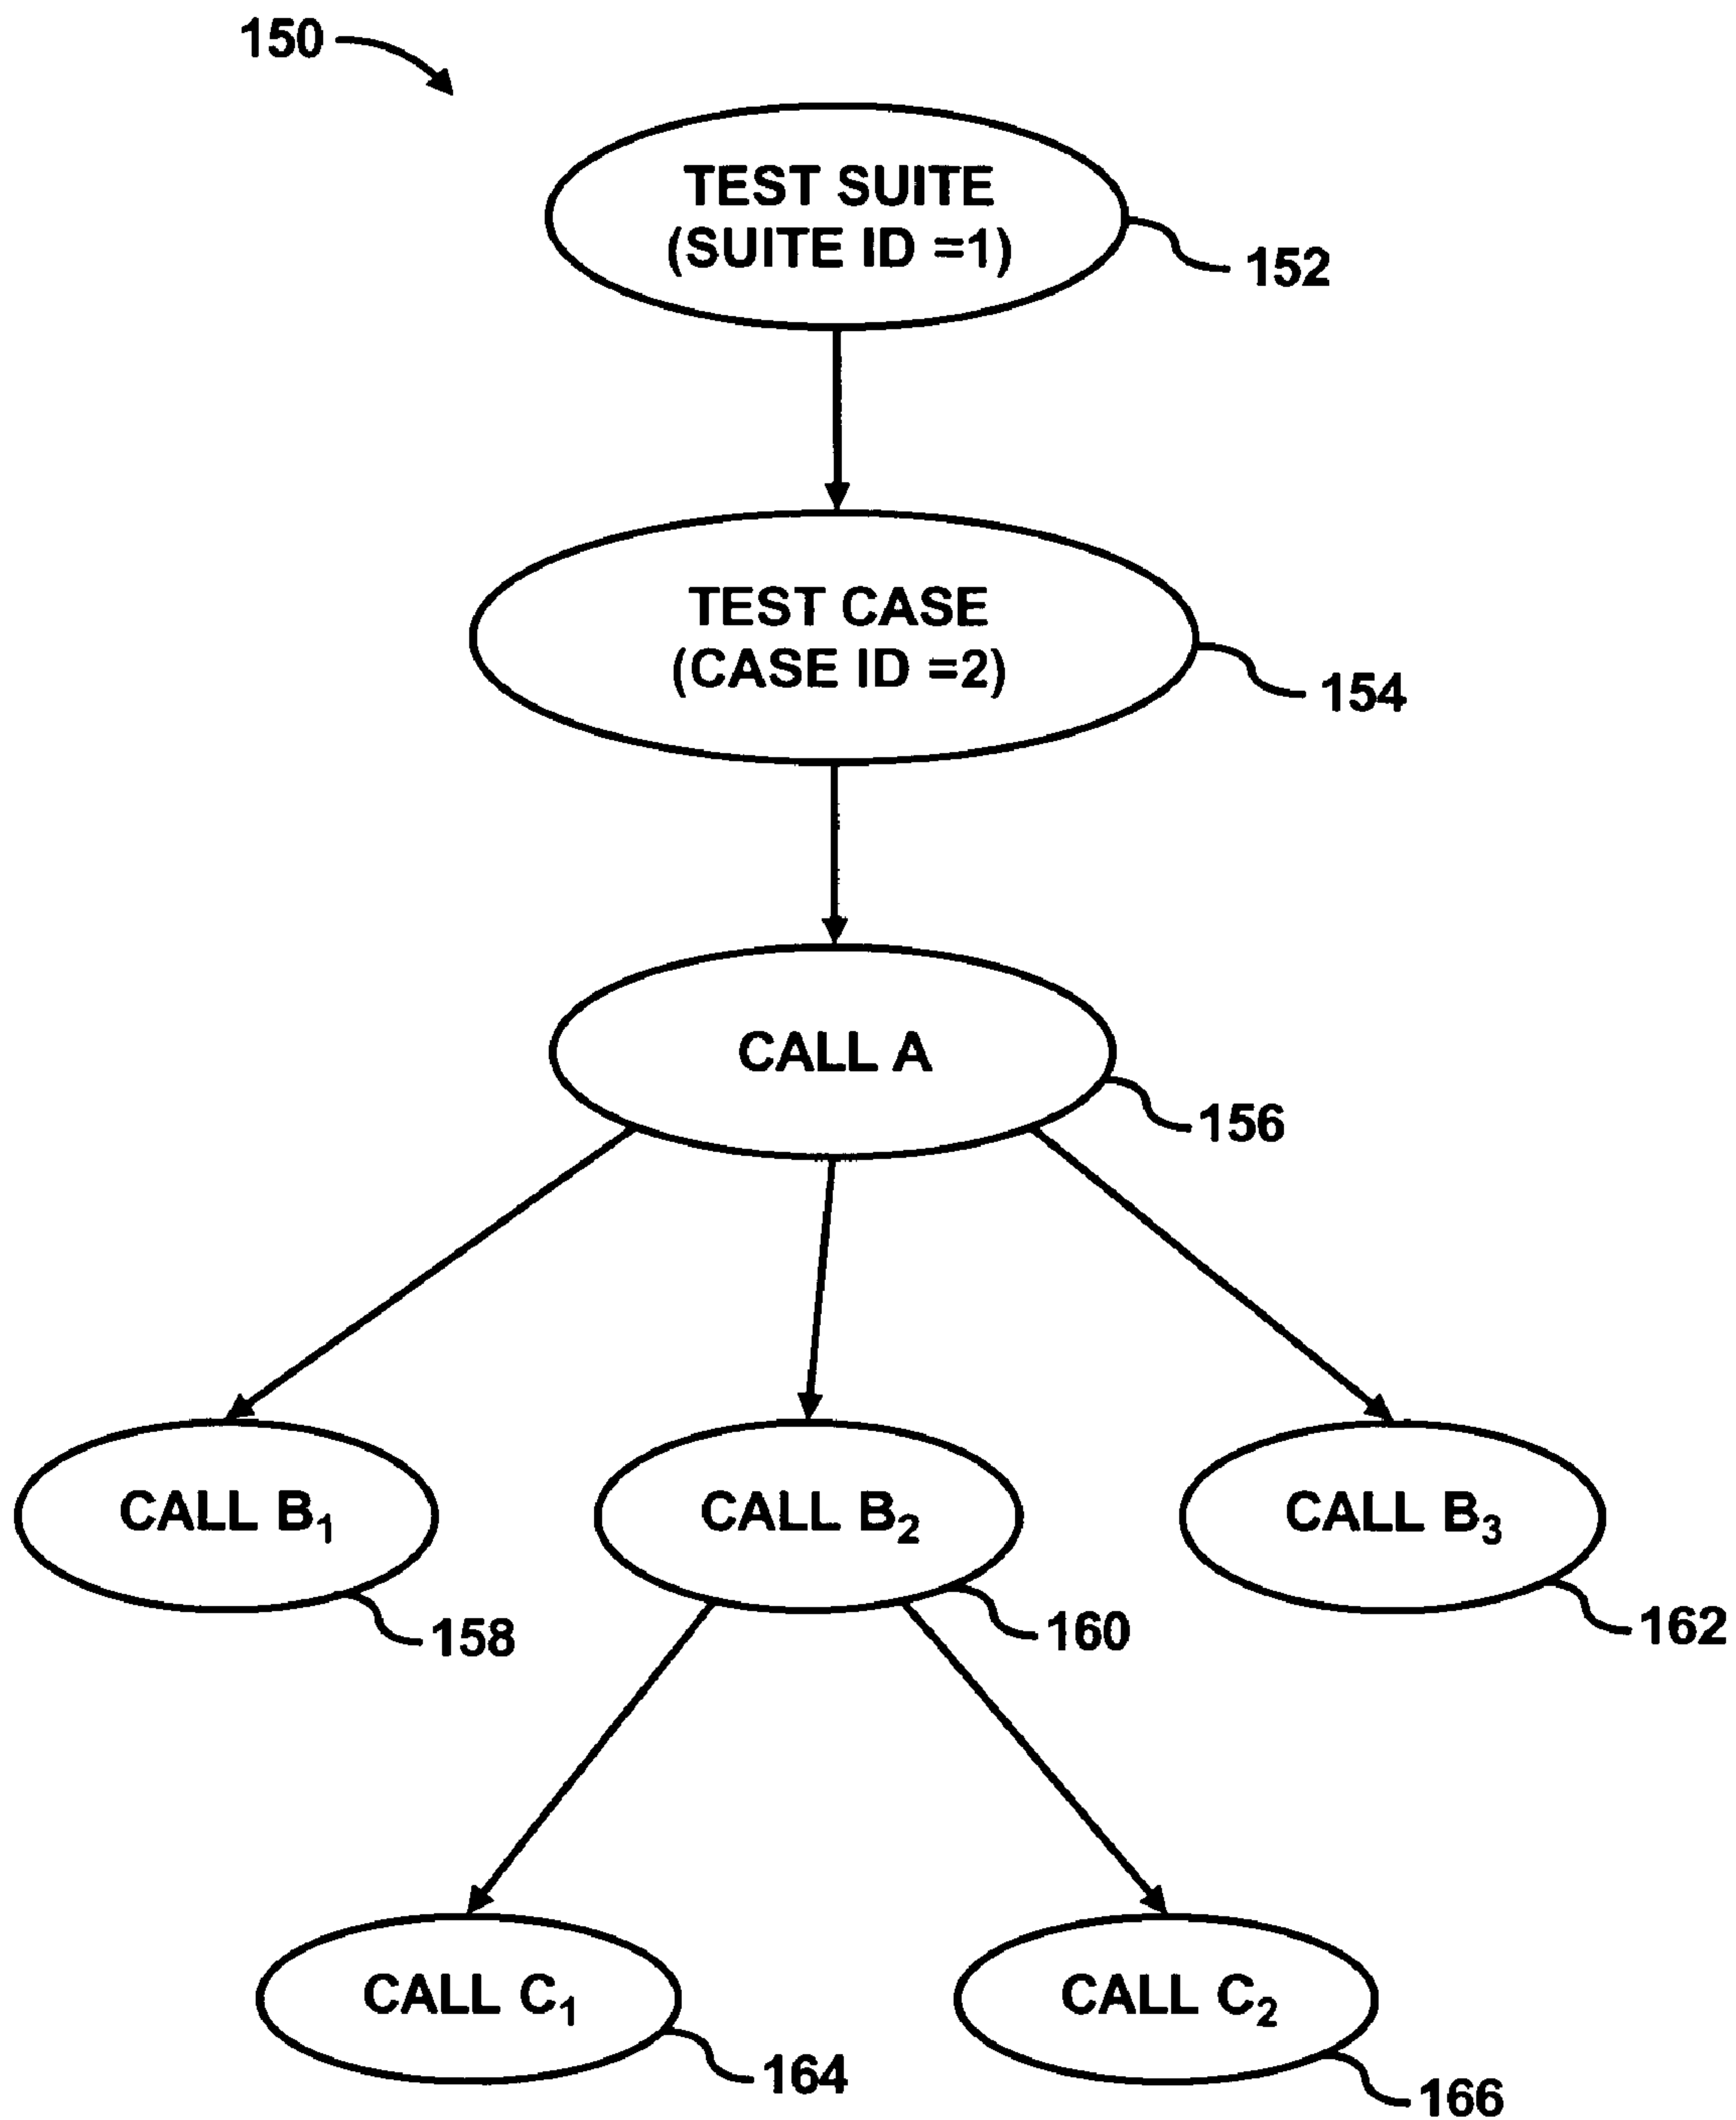 150
TEST SUITE
(SUITE ID =1)
152
TEST CASE
(CASE ID =2)
154
CALL A
156
CALL B₁
CALL B₂
CALL B₃
158
160
162
CALL C₁
CALL C₂
164
166